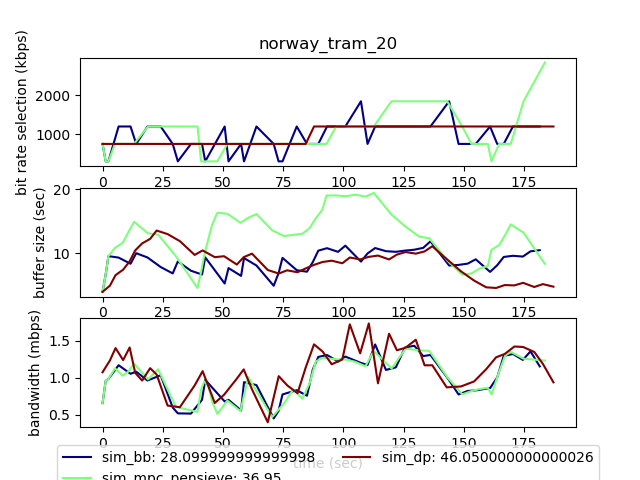 norway_tram_20
bit rate selection (kbps)
2000
1000
0 25 50 75 100 125 150 175
buffer size (sec)
20
10
0 25 50 75 100 125 150 175
bandwidth (mbps)
1.5
1.0
0.5
0 25 50 75 100 125 150 175
time (sec)
sim_bb: 28.099999999999998
sim_mpc_pensieve: 36.95
sim_dp: 46.050000000000026